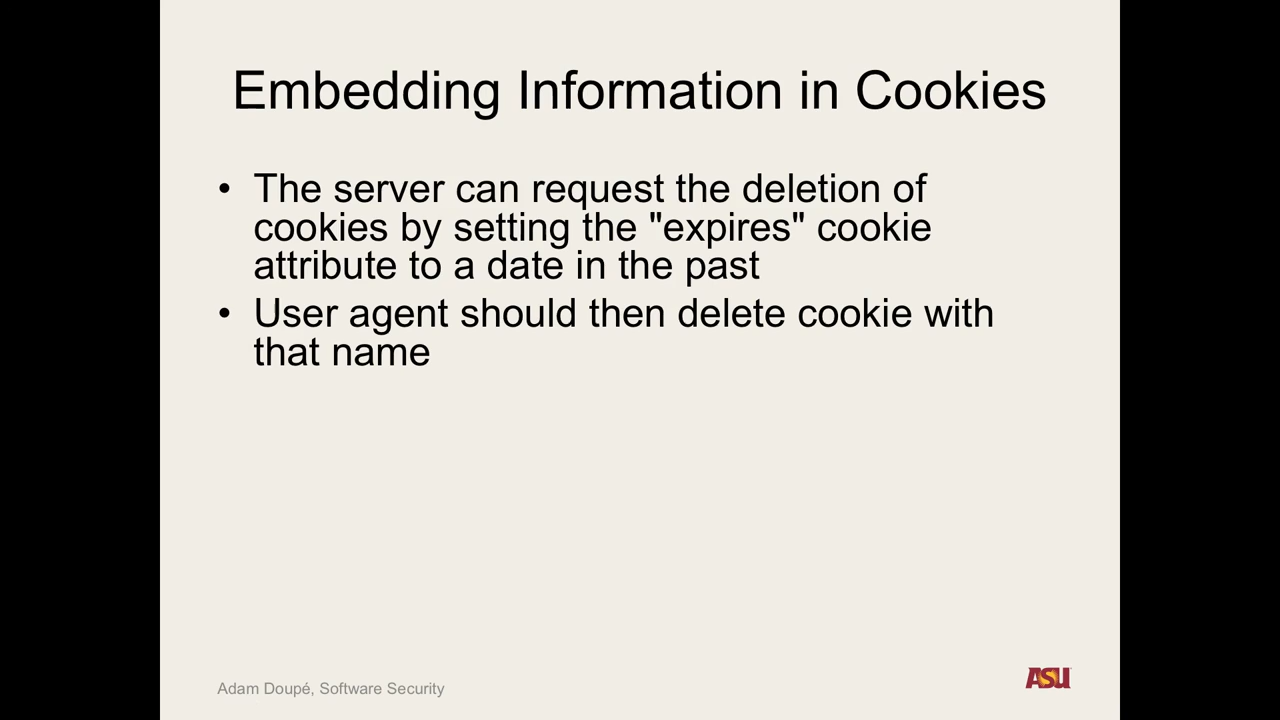 Embedding Information in Cookies
• The server can request the deletion of
cookies by setting the "expires" cookie
attribute to a date in the past
• User agent should then delete cookie with
that name
Adam Doupé, Software Security
ASU